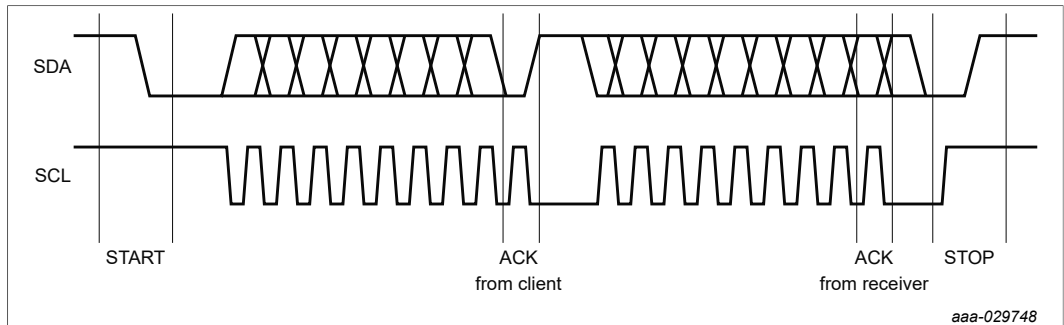 SDA
SCL
START
ACK
from client
ACK
from receiver
STOP
aaa-029748